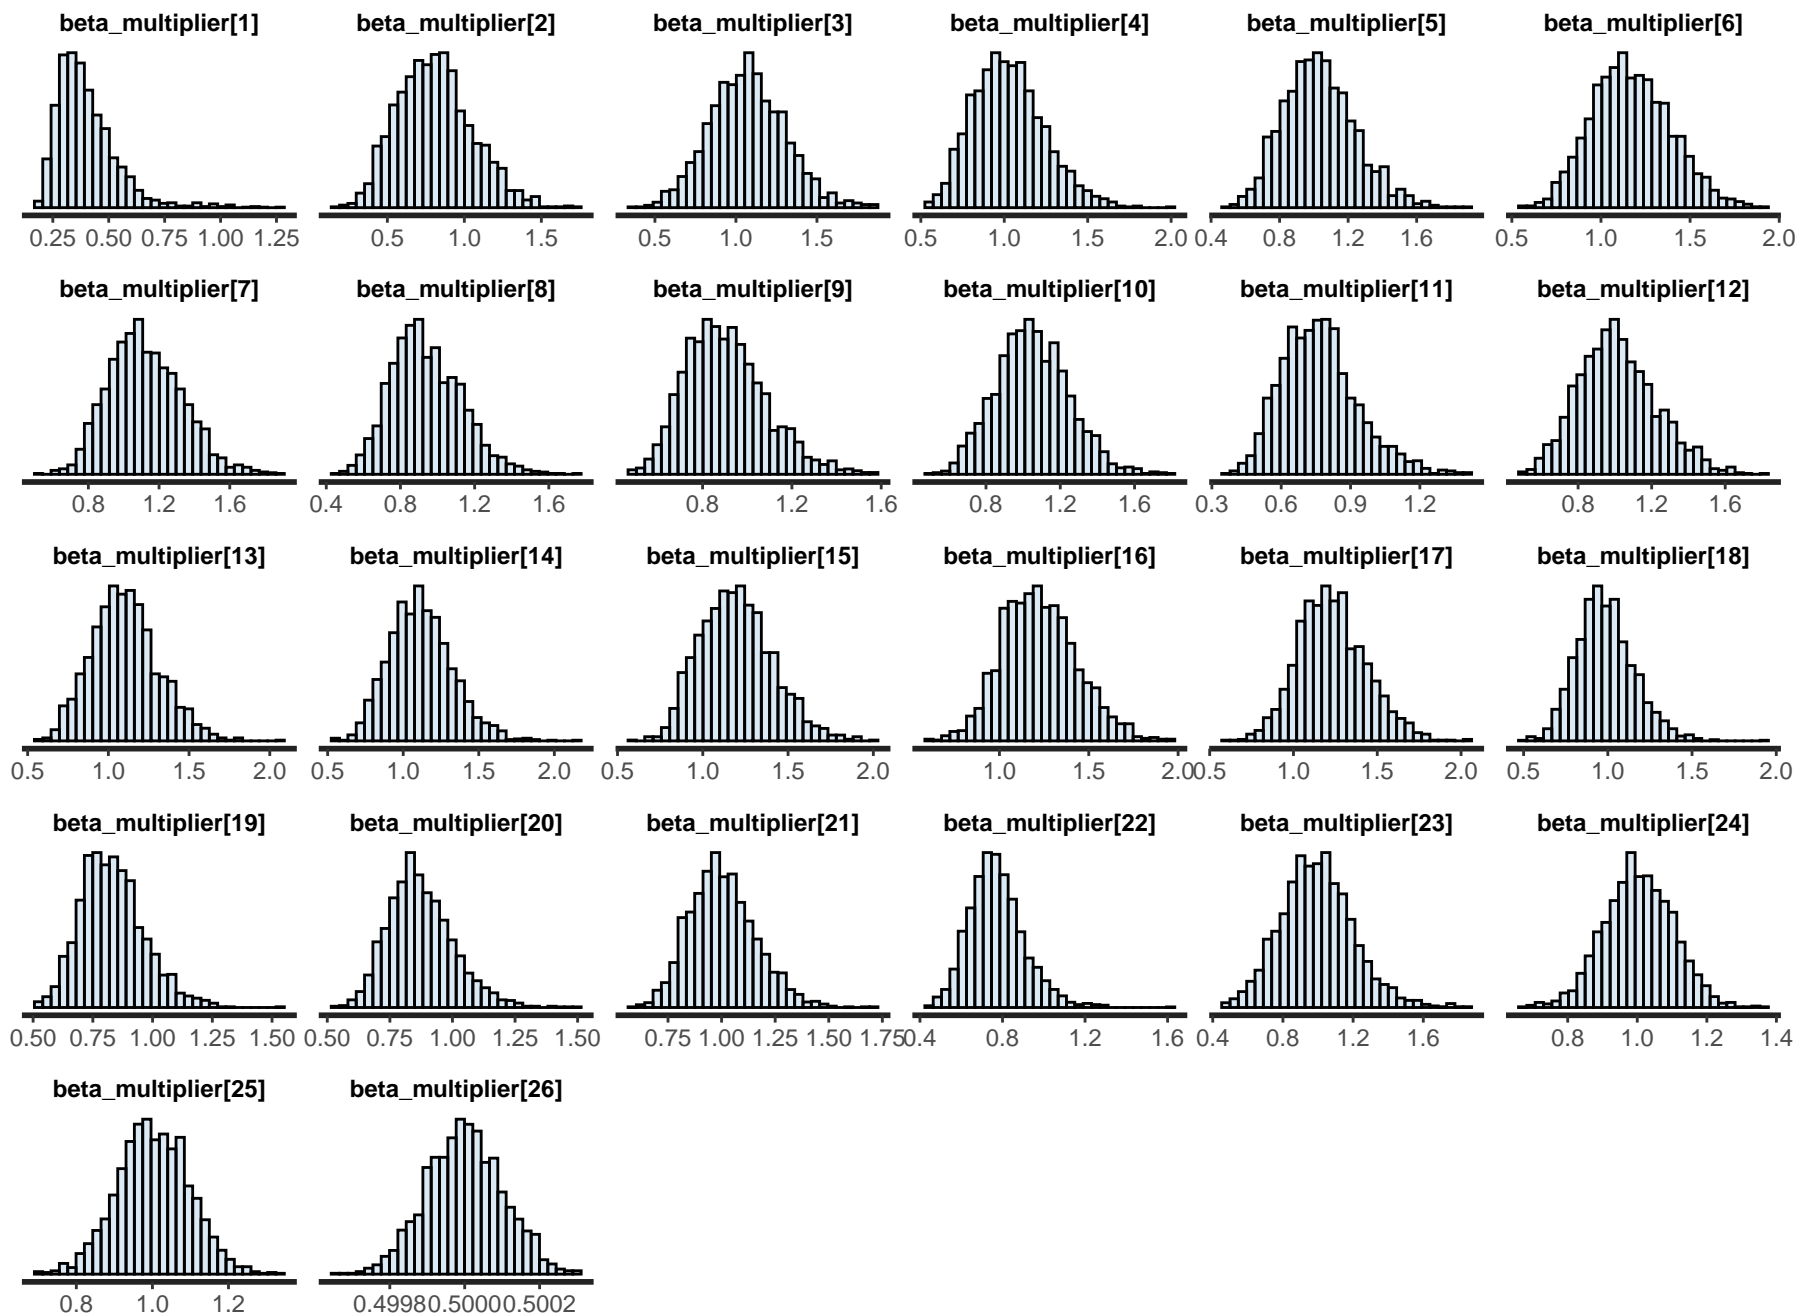 beta_multiplier[1] beta_multiplier[2] beta_multiplier[3] beta_multiplier[4] beta_multiplier[5] beta_multiplier[6]
0.25 0.50 0.75 1.00 1.25 0.5 1.0 1.5 0.5 1.0 1.5 0.5 1.0 1.5 2.0 0.4 0.8 1.2 1.6 0.5 1.0 1.5 2.0
beta_multiplier[7] beta_multiplier[8] beta_multiplier[9] beta_multiplier[10] beta_multiplier[11] beta_multiplier[12]
0.8 1.2 1.6 0.4 0.8 1.2 1.6 0.8 1.2 1.6 0.8 1.2 1.6 0.3 0.6 0.9 1.2 0.8 1.2 1.6
beta_multiplier[13] beta_multiplier[14] beta_multiplier[15] beta_multiplier[16] beta_multiplier[17] beta_multiplier[18]
0.5 1.0 1.5 2.0 0.5 1.0 1.5 2.0 0.5 1.0 1.5 2.0 1.0 1.5 2.0 0.5 1.0 1.5 2.0 0.5 1.0 1.5 2.0
beta_multiplier[19] beta_multiplier[20] beta_multiplier[21] beta_multiplier[22] beta_multiplier[23] beta_multiplier[24]
0.50 0.75 1.00 1.25 1.50 0.50 0.75 1.00 1.25 1.50 0.75 1.00 1.25 1.50 1.75 0.4 0.8 1.2 1.6 0.4 0.8 1.2 1.6 0.8 1.0 1.2 1.4
beta_multiplier[25] beta_multiplier[26]
0.8 1.0 1.2 0.4998 0.5000 0.5002